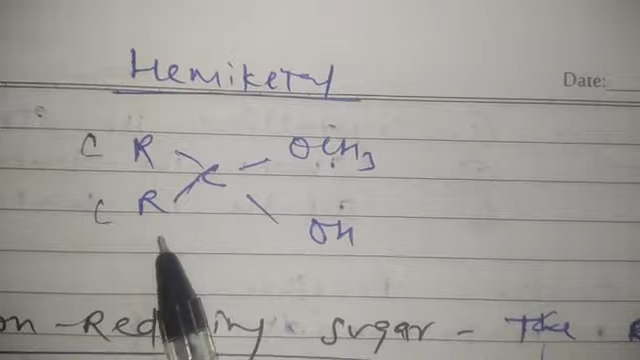 Hemiketal
Date:
C R C OCH3
C R OH
on-Reducing sugar - The